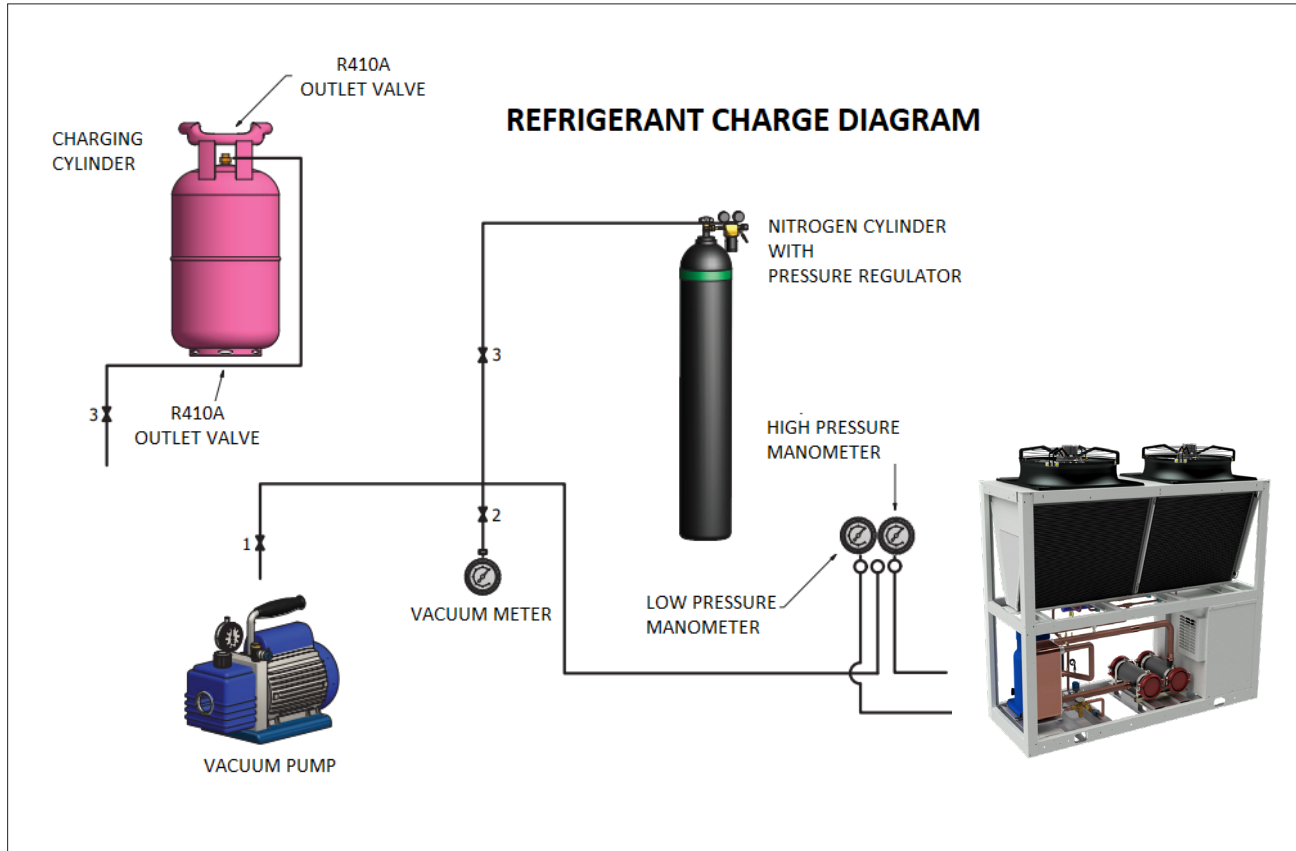 R410A
OUTLET VALVE
REFRIGERANT CHARGE DIAGRAM
CHARGING
CYLINDER
NITROGEN CYLINDER
WITH
PRESSURE REGULATOR
3
3
R410A
OUTLET VALVE
HIGH PRESSURE
MANOMETER
2
1
VACUUM METER
LOW PRESSURE
MANOMETER
VACUUM PUMP